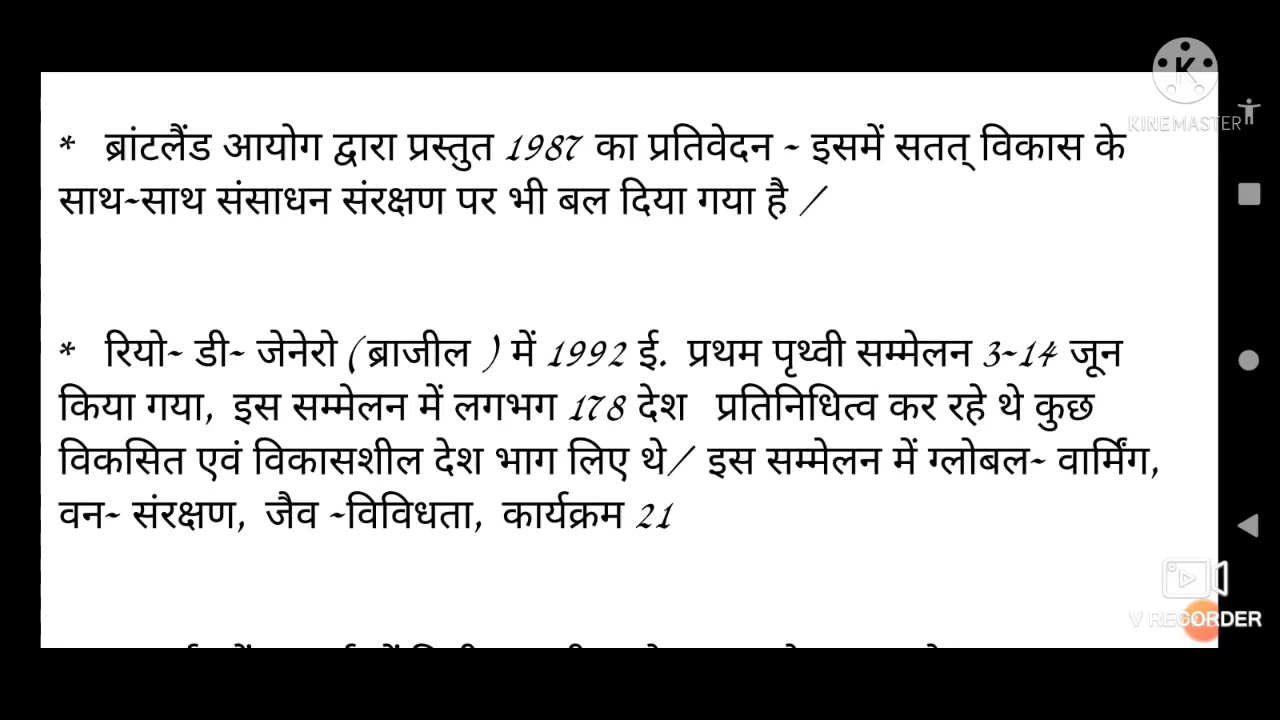 * ब्रांटलैंड आयोग द्वारा प्रस्तुत 1987 का प्रतिवेदन - इसमें सतत् विकास के
साथ-साथ संसाधन संरक्षण पर भी बल दिया गया है /
* रियो- डी- जेनेरो ( ब्राजील ) में 1992 ई. प्रथम पृथ्वी सम्मेलन 3-14 जून
किया गया, इस सम्मेलन में लगभग 178 देश प्रतिनिधित्व कर रहे थे कुछ
विकसित एवं विकासशील देश भाग लिए थे/ इस सम्मेलन में ग्लोबल- वार्मिंग,
वन- संरक्षण, जैव -विविधता, कार्यक्रम 21
K
KINEMASTER
V RECORDER